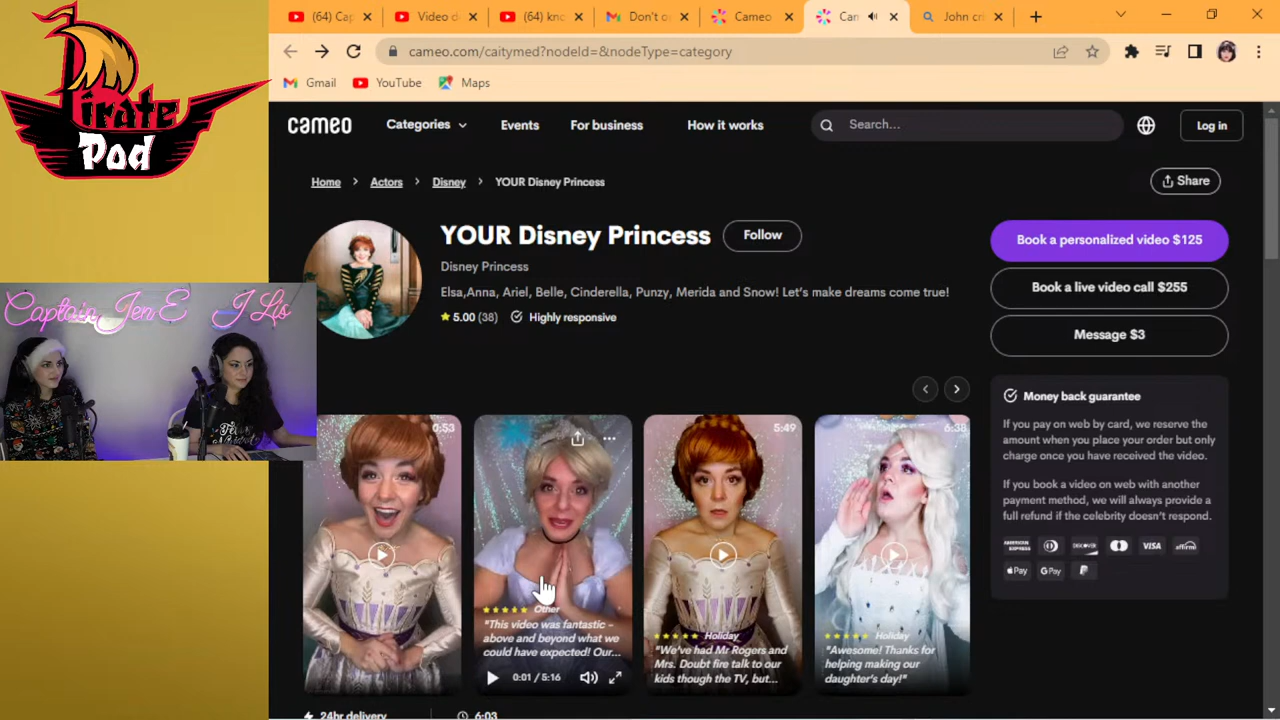 Pirate
Pod
(64) Cap
Video d
(64) kno
Don't o
Cameo
Can
John cri
cameo.com/caitymed?nodeId=&nodeType=category
Gmail
YouTube
Maps
CAMEO
Categories
Events
For business
How it works
Search...
Log in
Home > Actors > Disney > YOUR Disney Princess
Share
YOUR Disney Princess
Follow
Disney Princess
Elsa,Anna, Ariel, Belle, Cinderella, Punzy, Merida and Snow! Let's make dreams come true!
5.00 (38)
Highly responsive
Book a personalized video $125
Book a live video call $255
Message $3
Money back guarantee
If you pay on web by card, we reserve the
amount when you place your order but only
charge once you have received the video.
If you book a video on web with another
payment method, we will always provide a
full refund if the celebrity doesn't respond.
AMERICAN EXPRESS
DISCOVER
VISA
affirm
Pay
G Pay
Captain Jen E
J Lis
0:53
Other
"This video was fantastic -
above and beyond what we
could have expected! Our...
0:01 / 5:16
5:49
Holiday
"We've had Mr Rogers and
Mrs. Doubt fire talk to our
kids though the TV, but...
6:38
Holiday
"Awesome! Thanks for
helping making our
daughter's day!"
24hr delivery
6:03